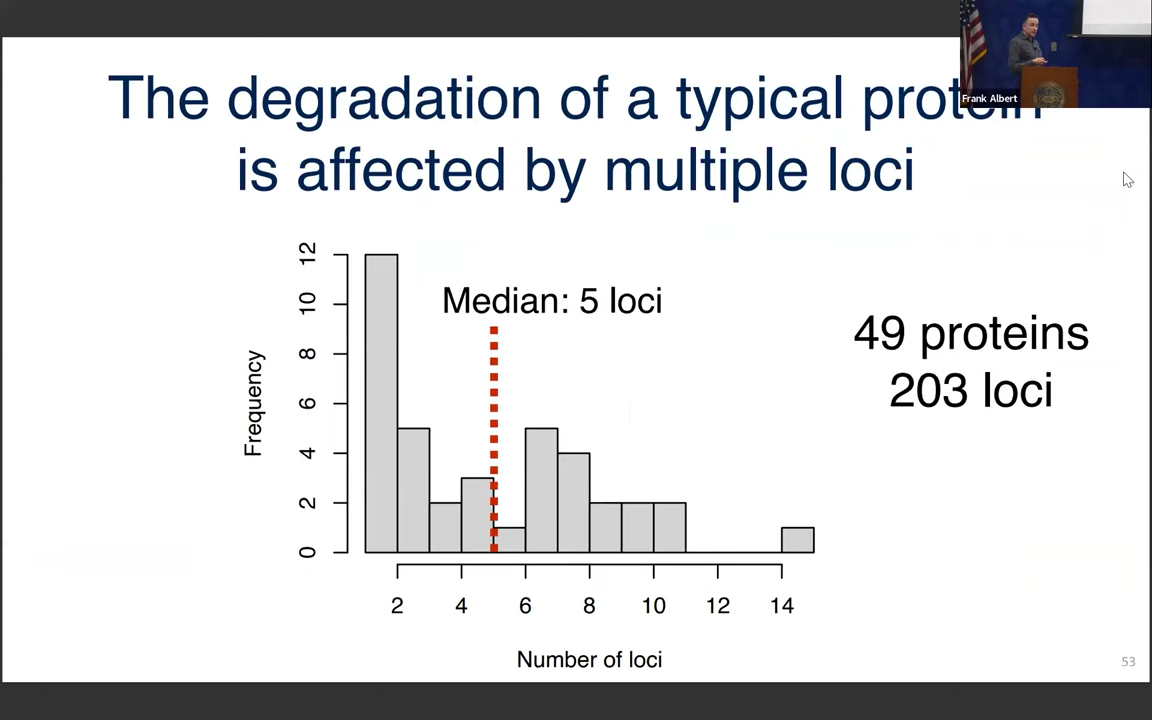 The degradation of a typical protein
is affected by multiple loci
Frank Albert
Median: 5 loci
49 proteins
203 loci
Frequency
12
10
8
6
4
2
0
2 4 6 8 10 12 14
Number of loci
53